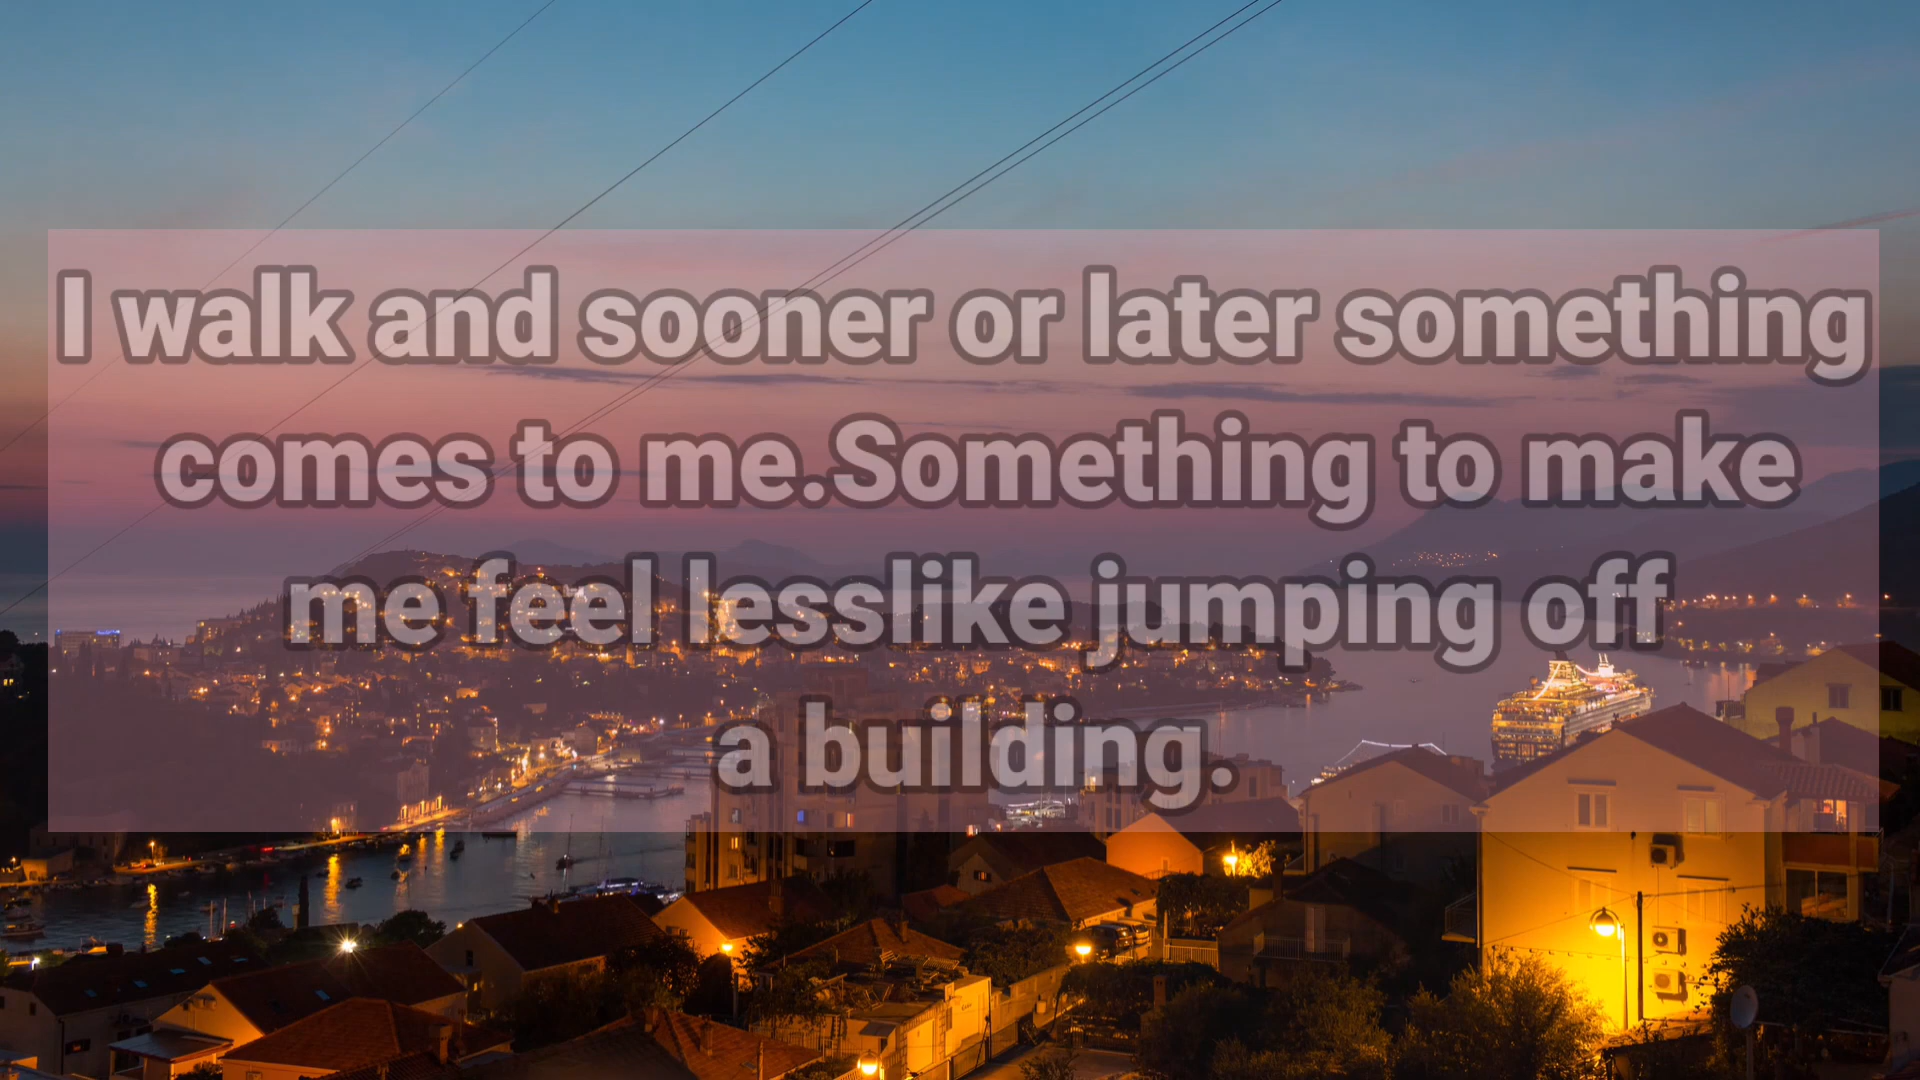 I walk and sooner or later something
comes to me.Something to make
me feel lesslike jumping off
a building.